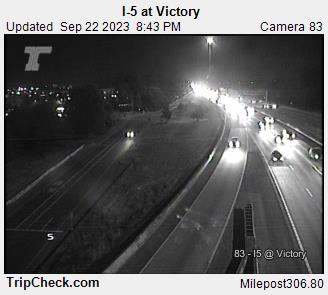 I-5 at Victory
Updated Sep 22 2023 8:43 PM Camera 83
T
S
83 - I5 @ Victory
TripCheck.com Milepost306.80